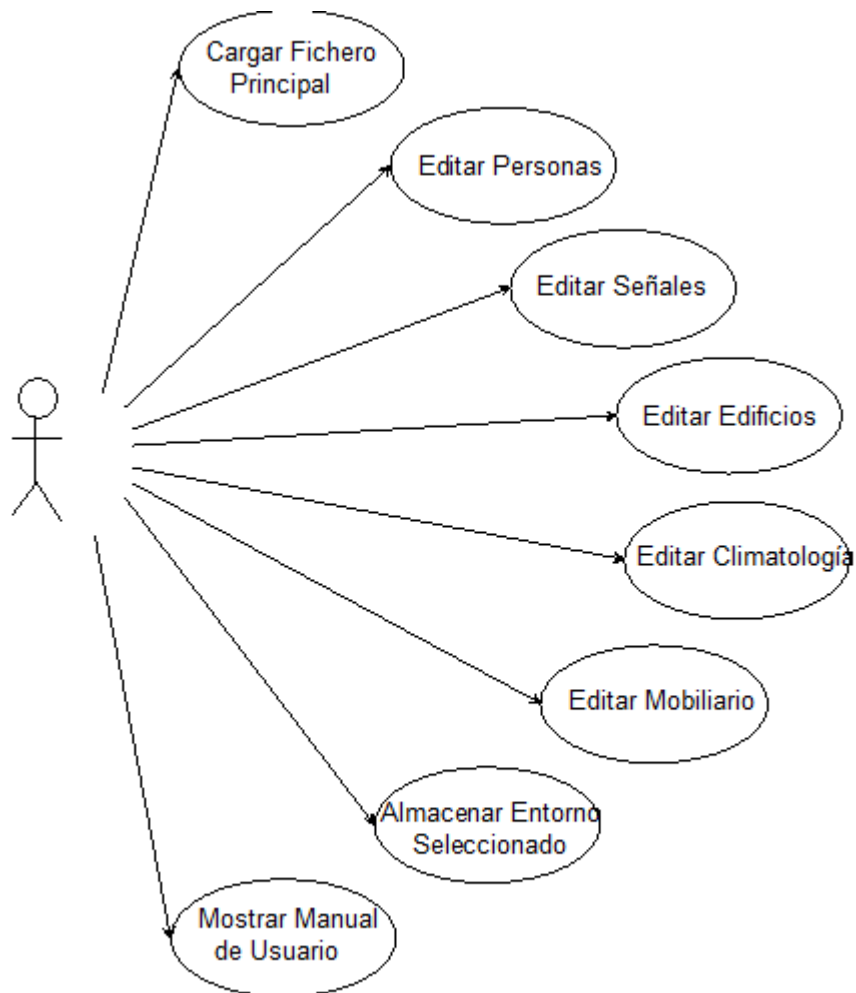 Cargar Fichero
Principal
Editar Personas
Editar Señales
Editar Edificios
Editar Climatología
Editar Mobiliario
Almacenar Entorno
Seleccionado
Mostrar Manual
de Usuario